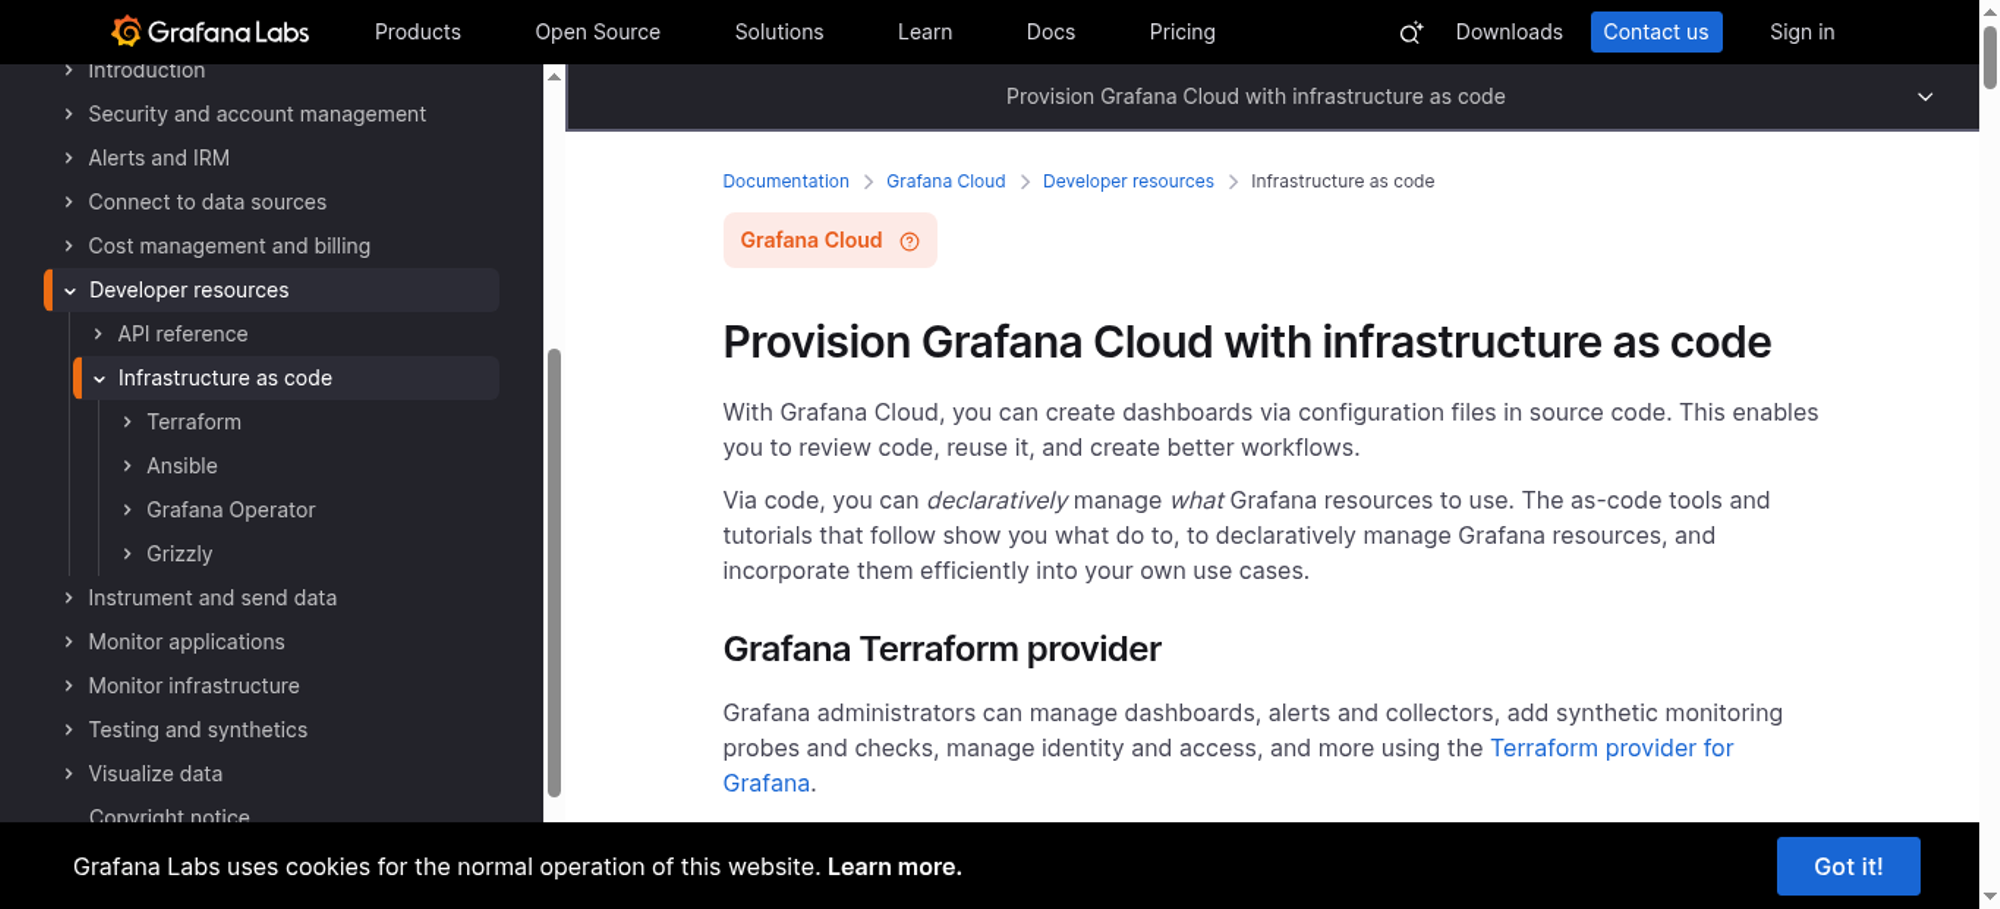 Grafana Labs
Products
Open Source
Solutions
Learn
Docs
Pricing
Downloads
Contact us
Sign in
Introduction
Security and account management
Alerts and IRM
Connect to data sources
Cost management and billing
Developer resources
API reference
Infrastructure as code
Terraform
Ansible
Grafana Operator
Grizzly
Instrument and send data
Monitor applications
Monitor infrastructure
Testing and synthetics
Visualize data
Copyright notice
Provision Grafana Cloud with infrastructure as code
Documentation > Grafana Cloud > Developer resources > Infrastructure as code
Grafana Cloud
Provision Grafana Cloud with infrastructure as code
With Grafana Cloud, you can create dashboards via configuration files in source code. This enables
you to review code, reuse it, and create better workflows.
Via code, you can declaratively manage what Grafana resources to use. The as-code tools and
tutorials that follow show you what do to, to declaratively manage Grafana resources, and
incorporate them efficiently into your own use cases.
Grafana Terraform provider
Grafana administrators can manage dashboards, alerts and collectors, add synthetic monitoring
probes and checks, manage identity and access, and more using the Terraform provider for
Grafana.
Grafana Labs uses cookies for the normal operation of this website. Learn more.
Got it!